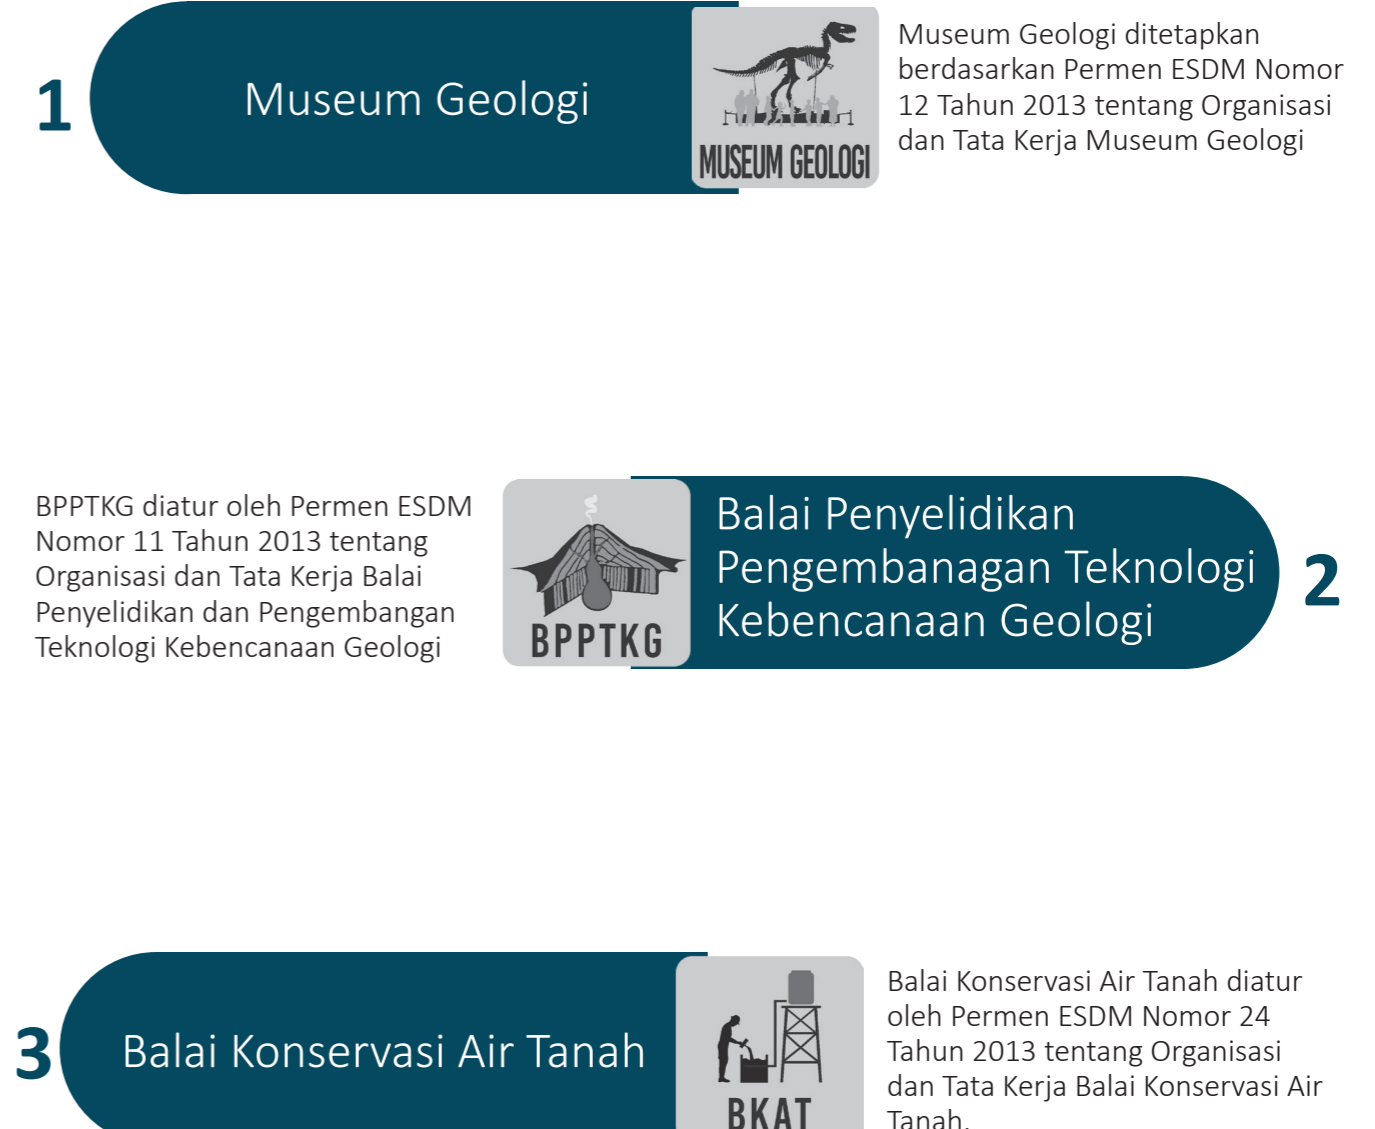 1
Museum Geologi
MUSEUM GEOLOGI
Museum Geologi ditetapkan
berdasarkan Permen ESDM Nomor
12 Tahun 2013 tentang Organisasi
dan Tata Kerja Museum Geologi
BPPTKG diatur oleh Permen ESDM
Nomor 11 Tahun 2013 tentang
Organisasi dan Tata Kerja Balai
Penyelidikan dan Pengembangan
Teknologi Kebencanaan Geologi
BPPTKG
Balai Penyelidikan
Pengembanagan Teknologi
Kebencanaan Geologi
2
3
Balai Konservasi Air Tanah
BKAT
Balai Konservasi Air Tanah diatur
oleh Permen ESDM Nomor 24
Tahun 2013 tentang Organisasi
dan Tata Kerja Balai Konservasi Air
Tanah.